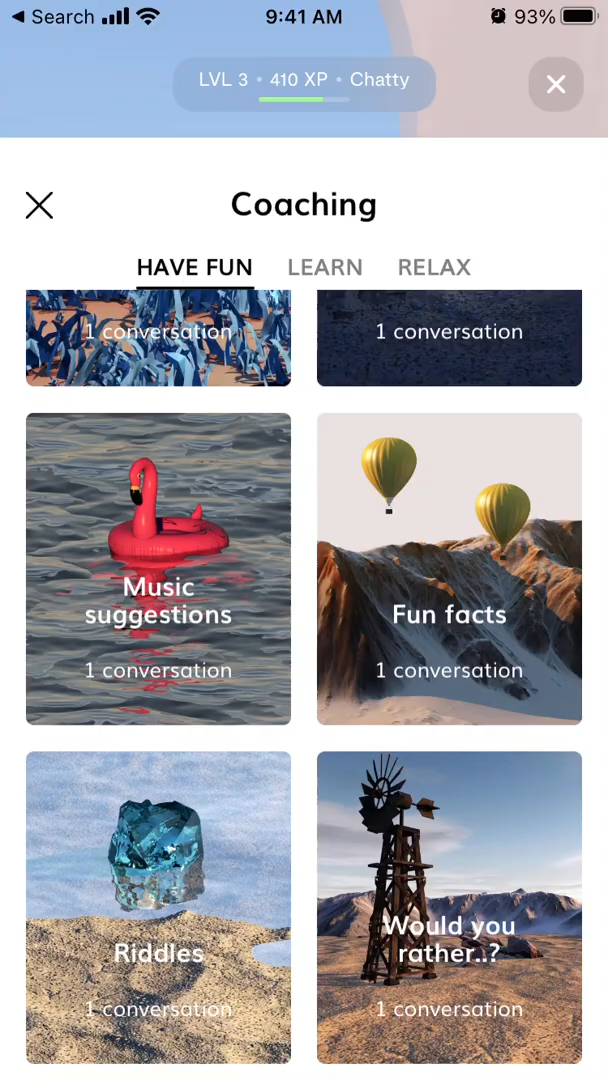 Search
9:41 AM
93%
LVL 3 • 410 XP • Chatty
Coaching
HAVE FUN
LEARN
RELAX
1 conversation
1 conversation
Music
suggestions
1 conversation
Fun facts
1 conversation
Riddles
1 conversation
Would you
rather..?
1 conversation